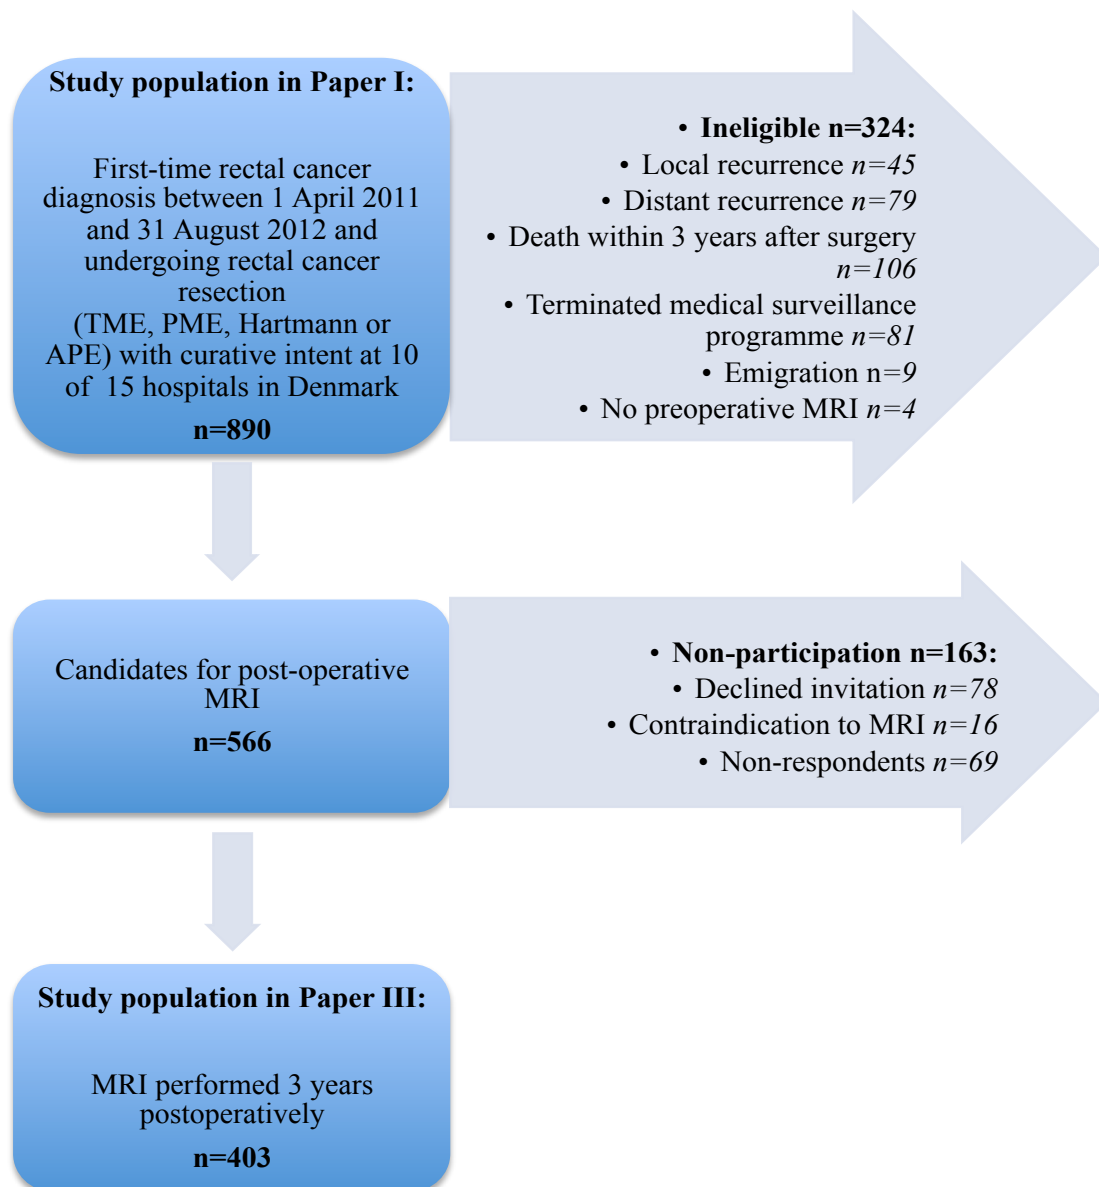 Study population in Paper I:
First-time rectal cancer
diagnosis between 1 April 2011
and 31 August 2012 and
undergoing rectal cancer
resection
(TME, PME, Hartmann or
APE) with curative intent at 10
of 15 hospitals in Denmark
n=890
• Ineligible n=324:
• Local recurrence n=45
• Distant recurrence n=79
• Death within 3 years after surgery
n=106
• Terminated medical surveillance
programme n=81
• Emigration n=9
• No preoperative MRI n=4
Candidates for post-operative
MRI
n=566
• Non-participation n=163:
• Declined invitation n=78
• Contraindication to MRI n=16
• Non-respondents n=69
Study population in Paper III:
MRI performed 3 years
postoperatively
n=403